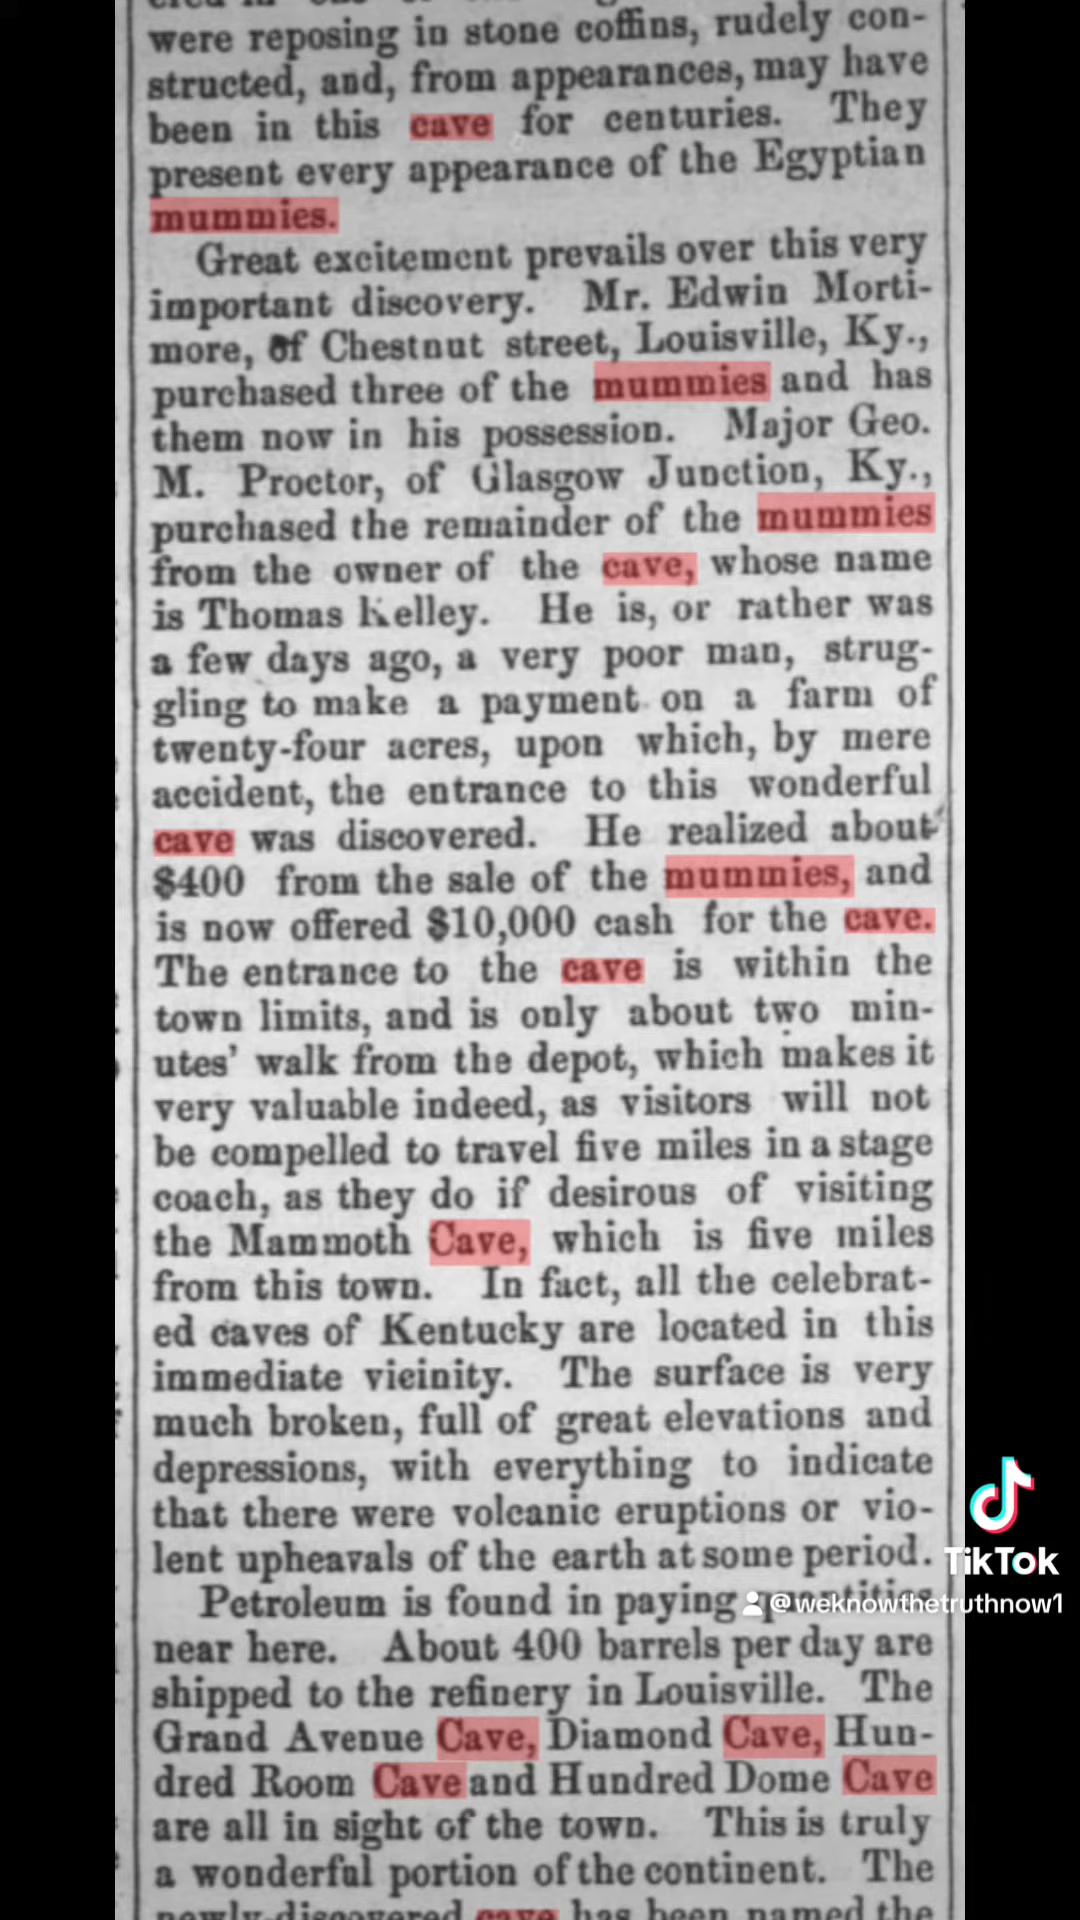 were reposing in stone coffins, rudely con-
structed, and, from appearances, may have
been in this cave for centuries. They
present every appearance of the Egyptian
mummies.
Great excitement prevails over this very
important discovery. Mr. Edwin Morti-
more, of Chestnut street, Louisville, Ky.,
purchased three of the mummies and has
them now in his possession. Major Geo.
M. Proctor, of Glasgow Junction, Ky.,
purchased the remainder of the mummies
from the owner of the cave, whose name
is Thomas Kelley. He is, or rather was
a few days ago, a very poor man, strug-
gling to make a payment on a farm of
twenty-four acres, upon which, by mere
accident, the entrance to this wonderful
cave was discovered. He realized about
$400 from the sale of the mummies, and
is now offered $10,000 cash for the cave.
The entrance to the cave is within the
town limits, and is only about two min-
utes' walk from the depot, which makes it
very valuable indeed, as visitors will not
be compelled to travel five miles in a stage
coach, as they do if desirous of visiting
the Mammoth Cave, which is five miles
from this town. In fact, all the celebrat-
ed caves of Kentucky are located in this
immediate vicinity. The surface is very
much broken, full of great elevations and
depressions, with everything to indicate
that there were volcanic eruptions or vio-
lent upheavals of the earth at some period.
TikTok
Petroleum is found in paying quantities
@weknowthetruthnow1
near here. About 400 barrels per day are
shipped to the refinery in Louisville. The
Grand Avenue Cave, Diamond Cave, Hun-
dred Room Cave and Hundred Dome Cave
are all in sight of the town. This is truly
a wonderful portion of the continent. The
newly-discovered cave has been named the